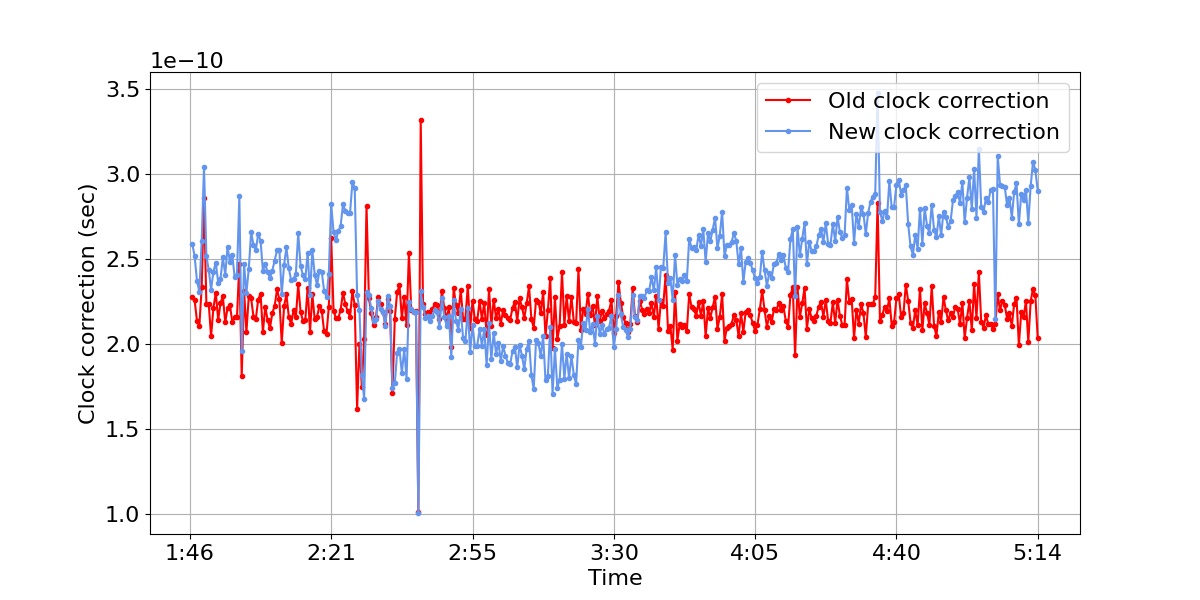 1e−10
3.5
3.0
2.5
2.0
1.5
1.0
Clock correction (sec)
Old clock correction
New clock correction
1:46 2:21 2:55 3:30 4:05 4:40 5:14
Time